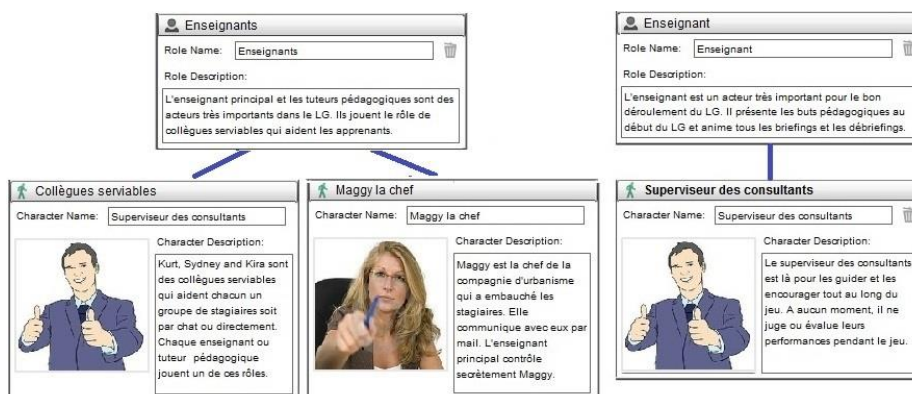 Enseignants
Role Name: Enseignants
Role Description:
L'enseignant principal et les tuteurs pédagogiques sont des
acteurs très importants dans le LG. Ils jouent le rôle de
collègues serviables qui aident les apprenants.
Enseignant
Role Name: Enseignant
Role Description:
L'enseignant est un acteur très important pour le bon
déroulement du LG. Il présente les buts pédagogiques au
début du LG et anime tous les briefings et les débriefings.
Collègues serviables
Character Name: Superviseur des consultants
Character Description:
Kurt, Sydney and Kira sont
des collègues serviables
qui aident chacun un
groupe de stagiaires soit
par chat ou directement.
Chaque enseignant ou
tuteur pédagogique
jouent un de ces rôles.
Maggy la chef
Character Name: Maggy la chef
Character Description:
Maggy est la chef de la
compagnie d'urbanisme
qui a embauché les
stagiaires. Elle
communique avec eux par
mail. L'enseignant
principal contrôle
secrètement Maggy.
Superviseur des consultants
Character Name: Superviseur des consultants
Character Description:
Le superviseur des consultants
est là pour les guider et les
encourager tout au long du
jeu. A aucun moment, il ne
juge ou évalue leurs
performances pendant le jeu.